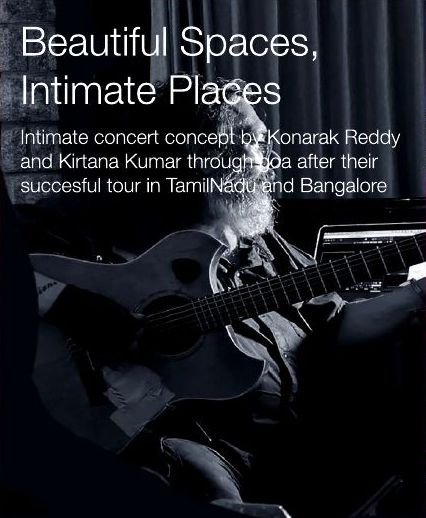 Beautiful Spaces,
Intimate Places
Intimate concert concept by Konarak Reddy
and Kirtana Kumar through goa after their
succesful tour in TamilNadu and Bangalore